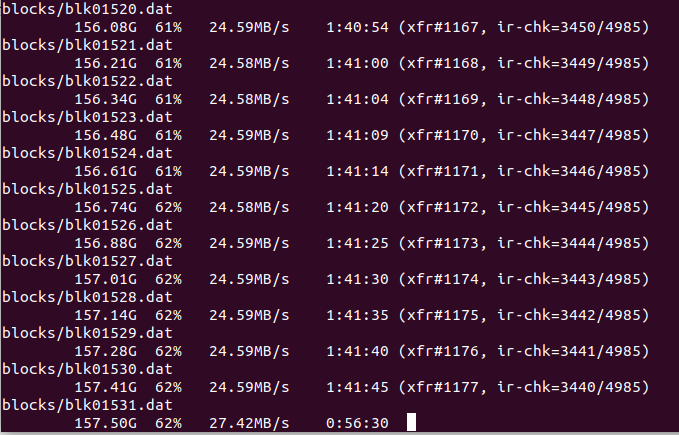 blocks/blk01520.dat
156.08G 61% 24.59MB/s 1:40:54 (xfr#1167, ir-chk=3450/4985)
blocks/blk01521.dat
156.21G 61% 24.58MB/s 1:41:00 (xfr#1168, ir-chk=3449/4985)
blocks/blk01522.dat
156.34G 61% 24.58MB/s 1:41:04 (xfr#1169, ir-chk=3448/4985)
blocks/blk01523.dat
156.48G 61% 24.59MB/s 1:41:09 (xfr#1170, ir-chk=3447/4985)
blocks/blk01524.dat
156.61G 61% 24.59MB/s 1:41:14 (xfr#1171, ir-chk=3446/4985)
blocks/blk01525.dat
156.74G 62% 24.58MB/s 1:41:20 (xfr#1172, ir-chk=3445/4985)
blocks/blk01526.dat
156.88G 62% 24.59MB/s 1:41:25 (xfr#1173, ir-chk=3444/4985)
blocks/blk01527.dat
157.01G 62% 24.59MB/s 1:41:30 (xfr#1174, ir-chk=3443/4985)
blocks/blk01528.dat
157.14G 62% 24.59MB/s 1:41:35 (xfr#1175, ir-chk=3442/4985)
blocks/blk01529.dat
157.28G 62% 24.59MB/s 1:41:40 (xfr#1176, ir-chk=3441/4985)
blocks/blk01530.dat
157.41G 62% 24.59MB/s 1:41:45 (xfr#1177, ir-chk=3440/4985)
blocks/blk01531.dat
157.50G 62% 27.42MB/s 0:56:30